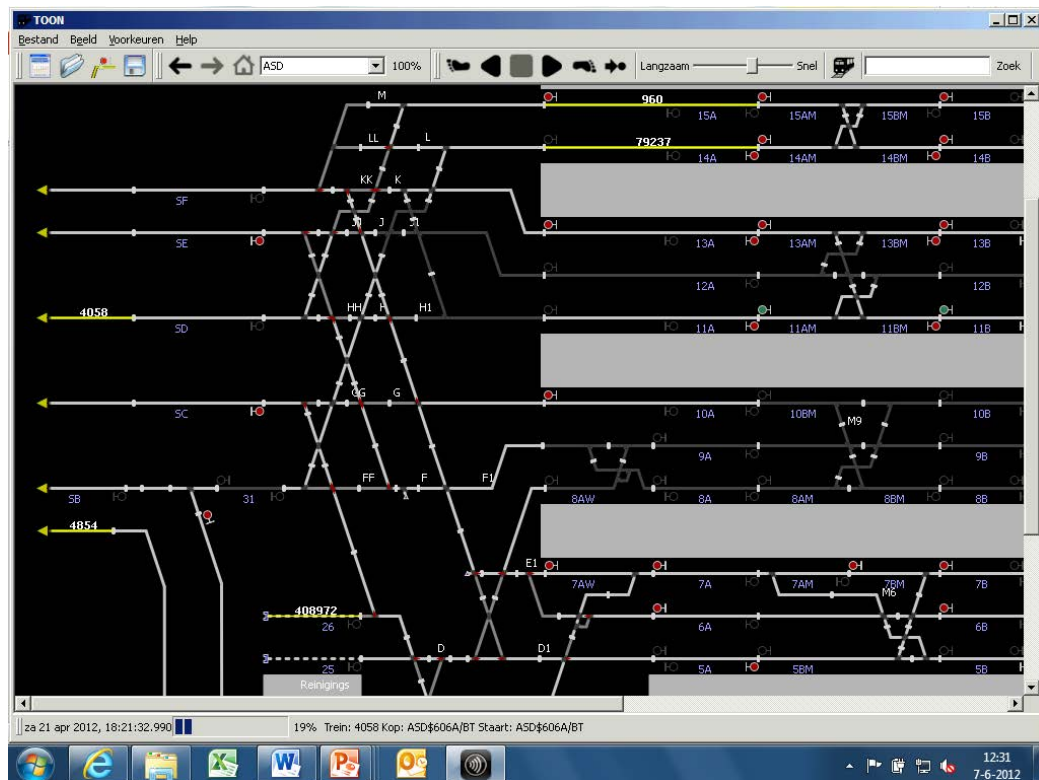 TOON
Bestand Beeld Voorkeuren Help
ASD 100% Langzaam Snel Zoek
M 960
15A 15AM 15BM 15B
LL L 79237
14A 14AM 14BM 14B
KK K
SF
J J1
SE 13A 13AM 13BM 13B
12A 12B
4058 HH H H1
SD 11A 11AM 11BM 11B
GG G
SC 10A 10BM 10B
M9
9A 9B
FF F F1
SB 31 8AW 8A 8AM 8BM 8B
4854
E1
7AW 7A 7AM 7BM 7B
M6
408972
26 6A 6B
D D1
25 5A 5BM 5B
Reinigings
za 21 apr 2012, 18:21:32.990 19% Trein: 4058 Kop: ASD$606A/BT Staart: ASD$606A/BT
12:31
7-6-2012